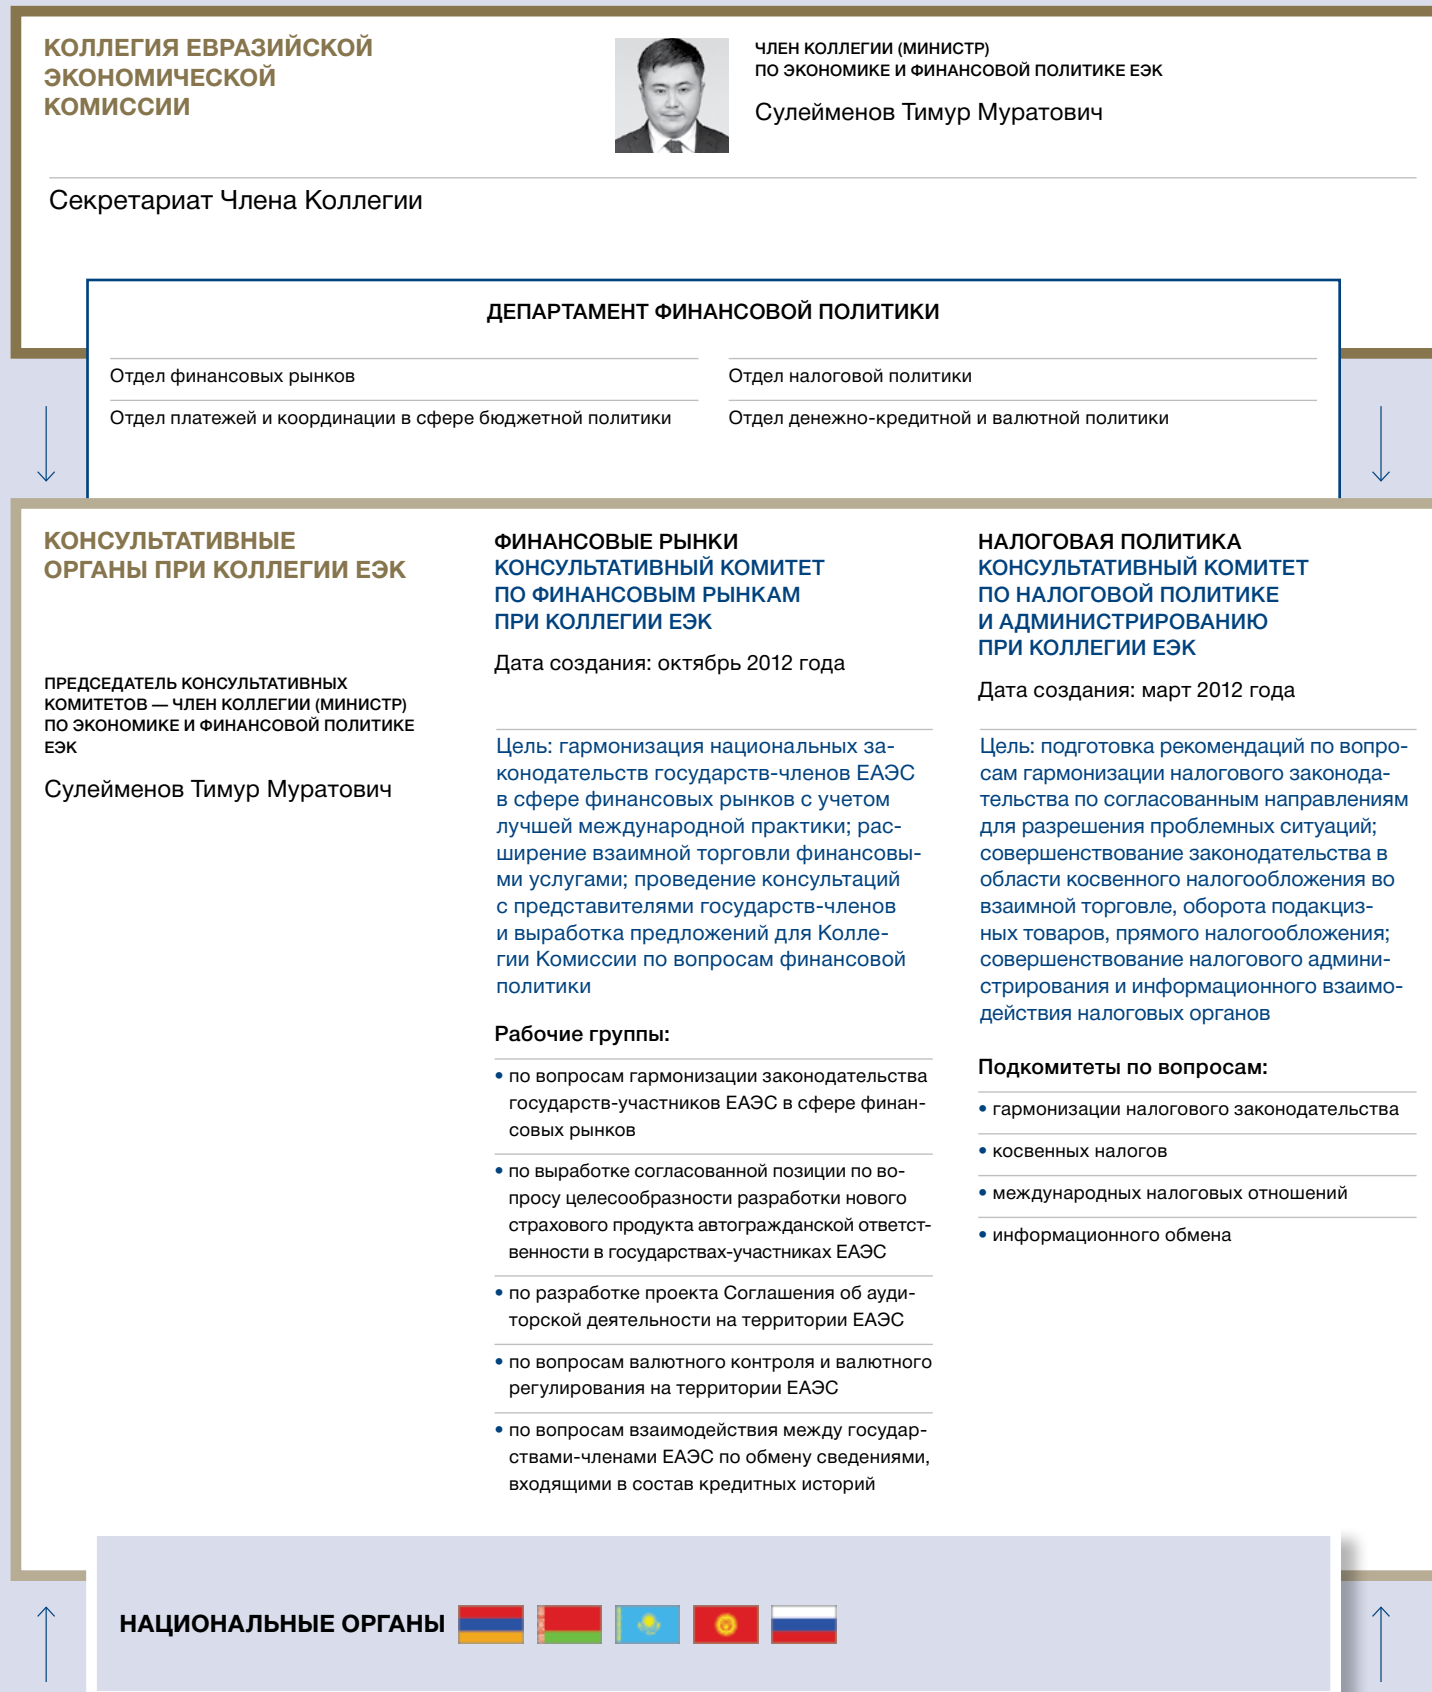 КОЛЛЕГИЯ ЕВРАЗИЙСКОЙ
ЭКОНОМИЧЕСКОЙ
КОМИССИИ
ЧЛЕН КОЛЛЕГИИ (МИНИСТР)
ПО ЭКОНОМИКЕ И ФИНАНСОВОЙ ПОЛИТИКЕ ЕЭК
Сулейменов Тимур Муратович
Секретариат Члена Коллегии
ДЕПАРТАМЕНТ ФИНАНСОВОЙ ПОЛИТИКИ
Отдел финансовых рынков
Отдел налоговой политики
Отдел платежей и координации в сфере бюджетной политики
Отдел денежно-кредитной и валютной политики
КОНСУЛЬТАТИВНЫЕ
ОРГАНЫ ПРИ КОЛЛЕГИИ ЕЭК
ПРЕДСЕДАТЕЛЬ КОНСУЛЬТАТИВНЫХ
КОМИТЕТОВ — ЧЛЕН КОЛЛЕГИИ (МИНИСТР)
ПО ЭКОНОМИКЕ И ФИНАНСОВОЙ ПОЛИТИКЕ
ЕЭК
Сулейменов Тимур Муратович
ФИНАНСОВЫЕ РЫНКИ
КОНСУЛЬТАТИВНЫЙ КОМИТЕТ
ПО ФИНАНСОВЫМ РЫНКАМ
ПРИ КОЛЛЕГИИ ЕЭК
Дата создания: октябрь 2012 года
Цель: гармонизация национальных за-
конодательств государств-членов ЕАЭС
в сфере финансовых рынков с учетом
лучшей международной практики; рас-
ширение взаимной торговли финансовы-
ми услугами; проведение консультаций
с представителями государств-членов
и выработка предложений для Колле-
гии Комиссии по вопросам финансовой
политики
Рабочие группы:
• по вопросам гармонизации законодательства
государств-участников ЕАЭС в сфере финан-
совых рынков
• по выработке согласованной позиции по во-
просу целесообразности разработки нового
страхового продукта автогражданской ответст-
венности в государствах-участниках ЕАЭС
• по разработке проекта Соглашения об ауди-
торской деятельности на территории ЕАЭС
• по вопросам валютного контроля и валютного
регулирования на территории ЕАЭС
• по вопросам взаимодействия между государ-
ствами-членами ЕАЭС по обмену сведениями,
входящими в состав кредитных историй
НАЛОГОВАЯ ПОЛИТИКА
КОНСУЛЬТАТИВНЫЙ КОМИТЕТ
ПО НАЛОГОВОЙ ПОЛИТИКЕ
И АДМИНИСТРИРОВАНИЮ
ПРИ КОЛЛЕГИИ ЕЭК
Дата создания: март 2012 года
Цель: подготовка рекомендаций по вопро-
сам гармонизации налогового законода-
тельства по согласованным направлениям
для разрешения проблемных ситуаций;
совершенствование законодательства в
области косвенного налогообложения во
взаимной торговле, оборота подакциз-
ных товаров, прямого налогообложения;
совершенствование налогового админи-
стрирования и информационного взаимо-
действия налоговых органов
Подкомитеты по вопросам:
• гармонизации налогового законодательства
• косвенных налогов
• международных налоговых отношений
• информационного обмена
НАЦИОНАЛЬНЫЕ ОРГАНЫ